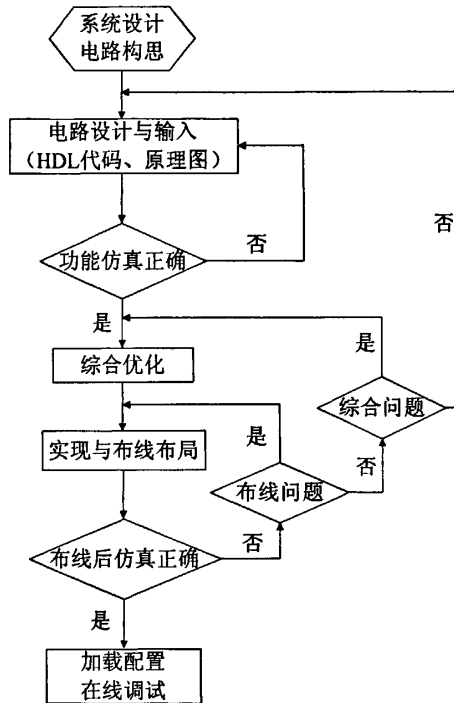 系统设计
电路构思
电路设计与输入
（HDL代码、原理图）
否
否
功能仿真正确
是
是
综合优化
综合问题
是
实现与布线布局
否
布线问题
否
布线后仿真正确
是
加载配置
在线调试